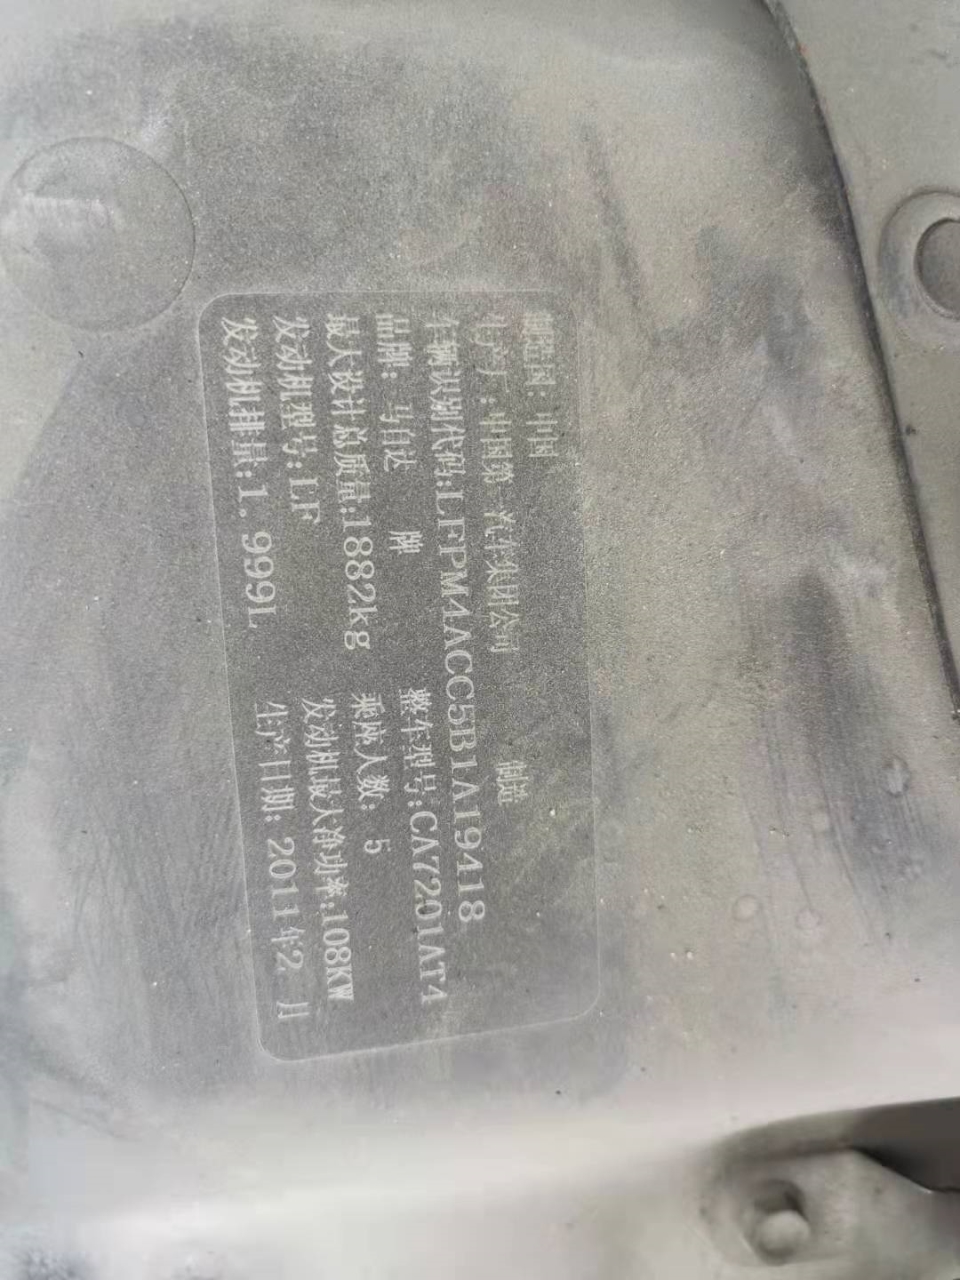 制造国：中国
生产厂：中国第一汽车集团公司 制造
车辆识别代码：LFPM4ACC5B1A19418
品牌：马自达 牌 整车型号：CA7201AT4
最大设计总质量：1882kg 乘座人数： 5
发动机型号：LF 发动机最大净功率：108KW
发动机排量：1.999L 生产日期：2011年2 月